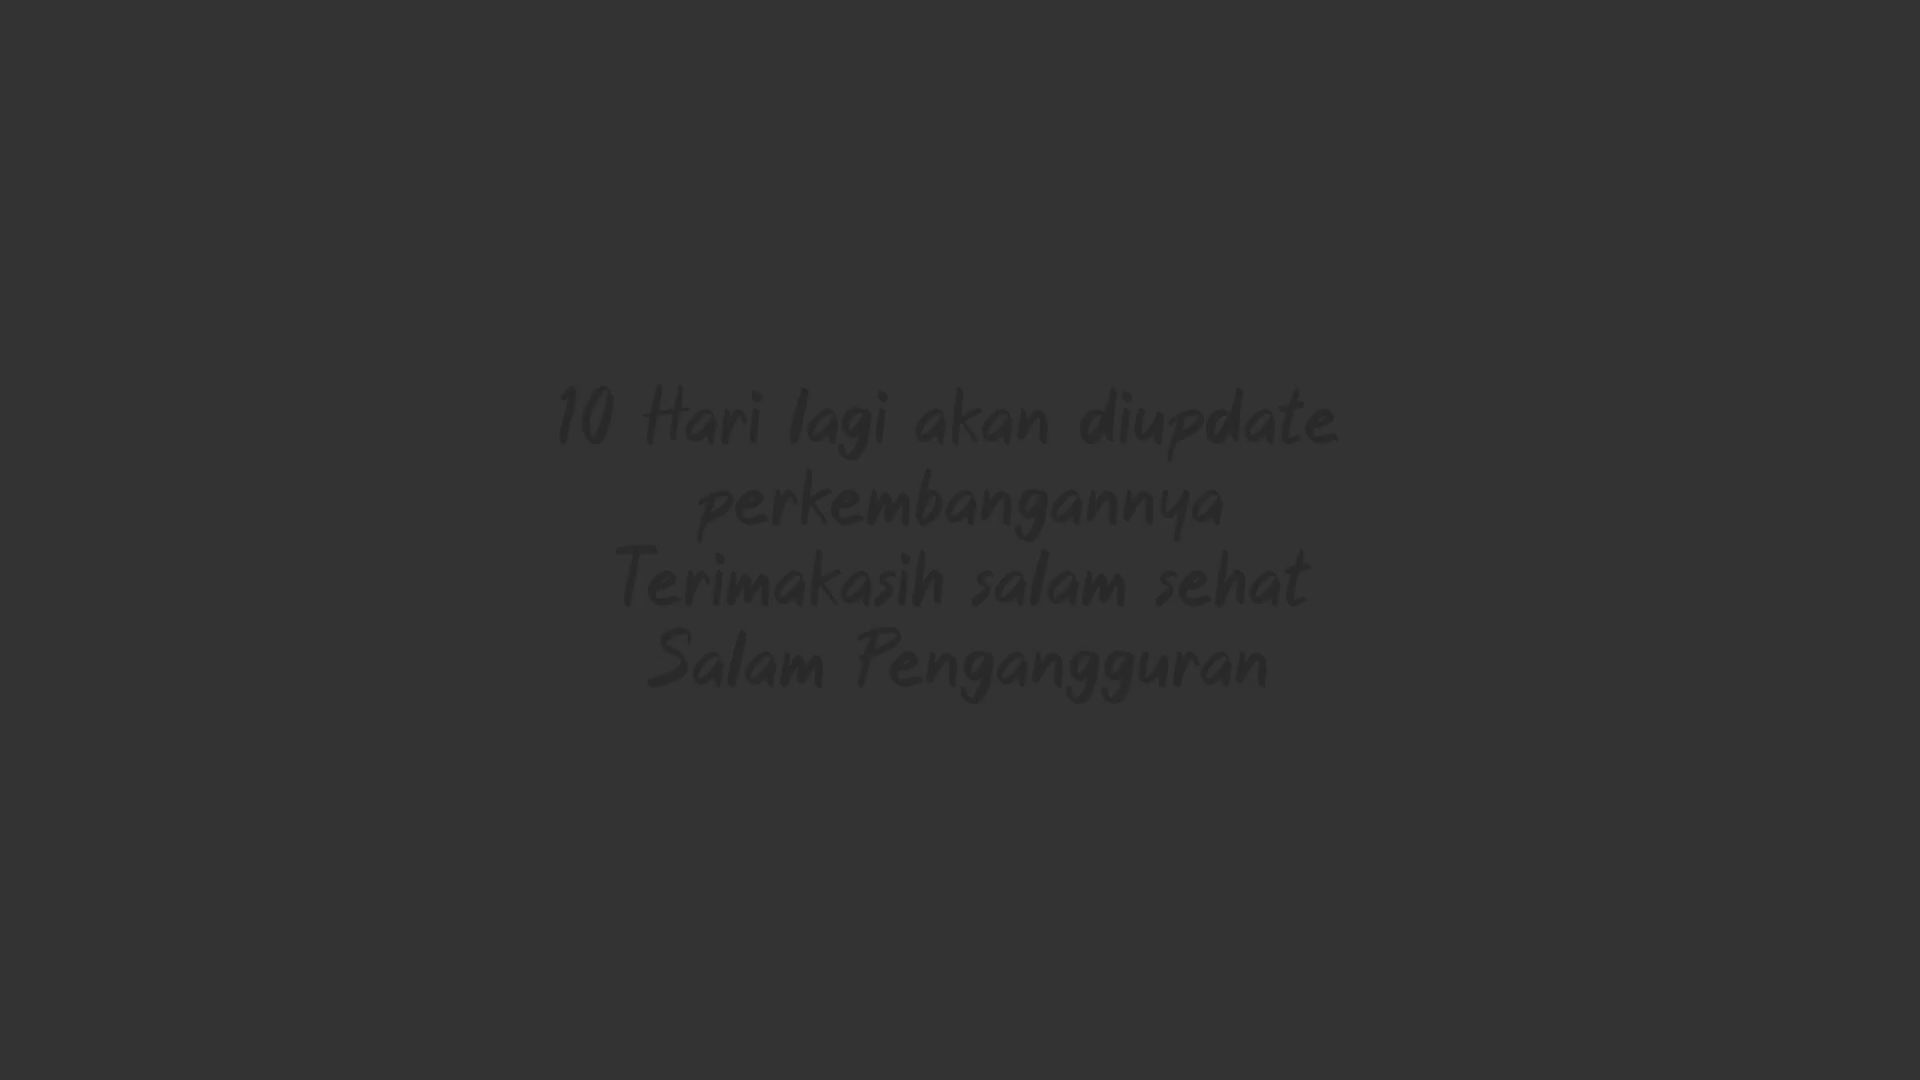 10 Hari lagi akan diupdate
perkembangannya
Terimakasih salam sehat
Salam Pengangguran